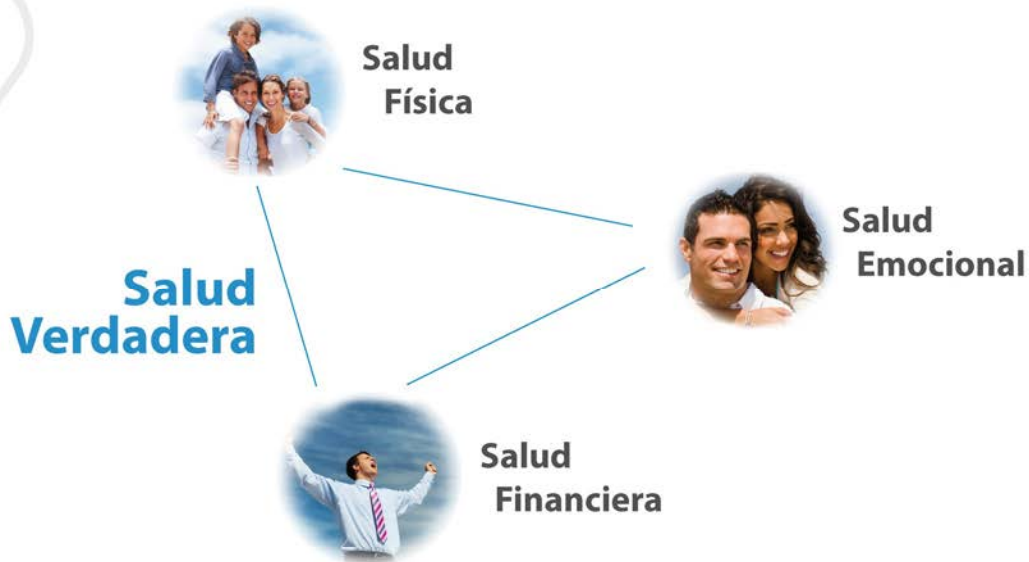 Salud
Física
Salud
Emocional
Salud
Verdadera
Salud
Financiera